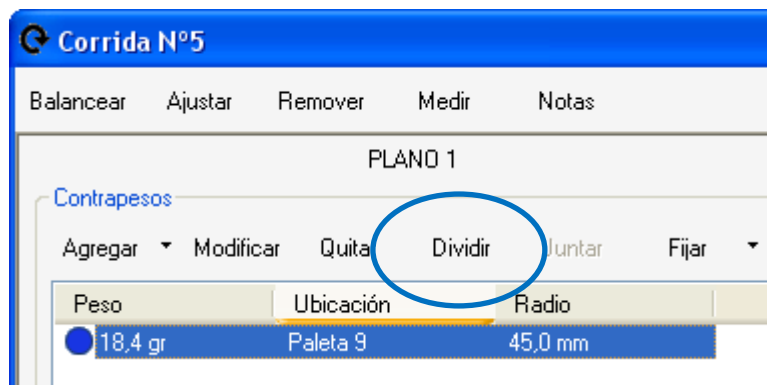 Corrida Nº5
Balancear Ajustar Remover Medir Notas
PLANO 1
Contrapesos
Agregar Modificar Quitar Dividir Juntar Fijar
Peso Ubicación Radio
18,4 gr Paleta 9 45,0 mm